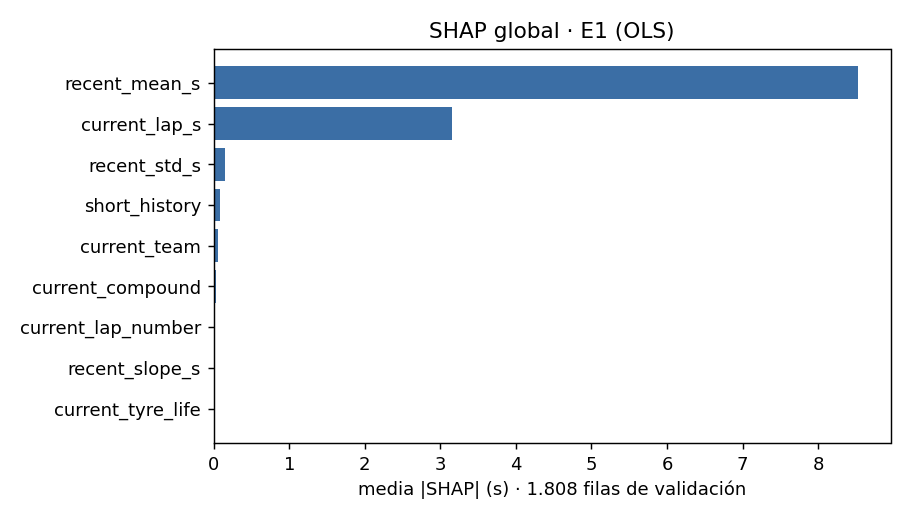 SHAP global · E1 (OLS)
recent_mean_s
current_lap_s
recent_std_s
short_history
current_team
current_compound
current_lap_number
recent_slope_s
current_tyre_life
0 1 2 3 4 5 6 7 8
media |SHAP| (s) · 1.808 filas de validación